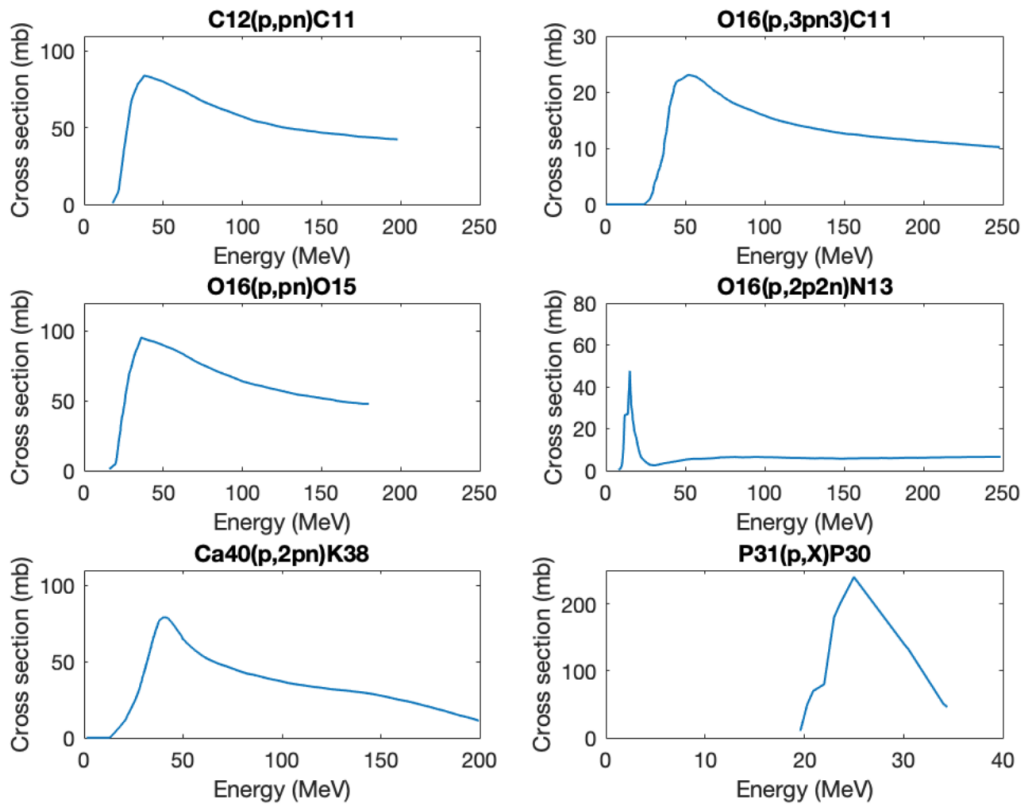 C12(p,pn)C11
Cross section (mb)
100
50
0
0 50 100 150 200 250
Energy (MeV)
O16(p,3pn3)C11
Cross section (mb)
30
20
10
0
0 50 100 150 200 250
Energy (MeV)
O16(p,pn)O15
Cross section (mb)
100
50
0
0 50 100 150 200 250
Energy (MeV)
O16(p,2p2n)N13
Cross section (mb)
80
60
40
20
0
0 50 100 150 200 250
Energy (MeV)
Ca40(p,2pn)K38
Cross section (mb)
100
50
0
0 50 100 150 200
Energy (MeV)
P31(p,X)P30
Cross section (mb)
200
100
0
0 10 20 30 40
Energy (MeV)